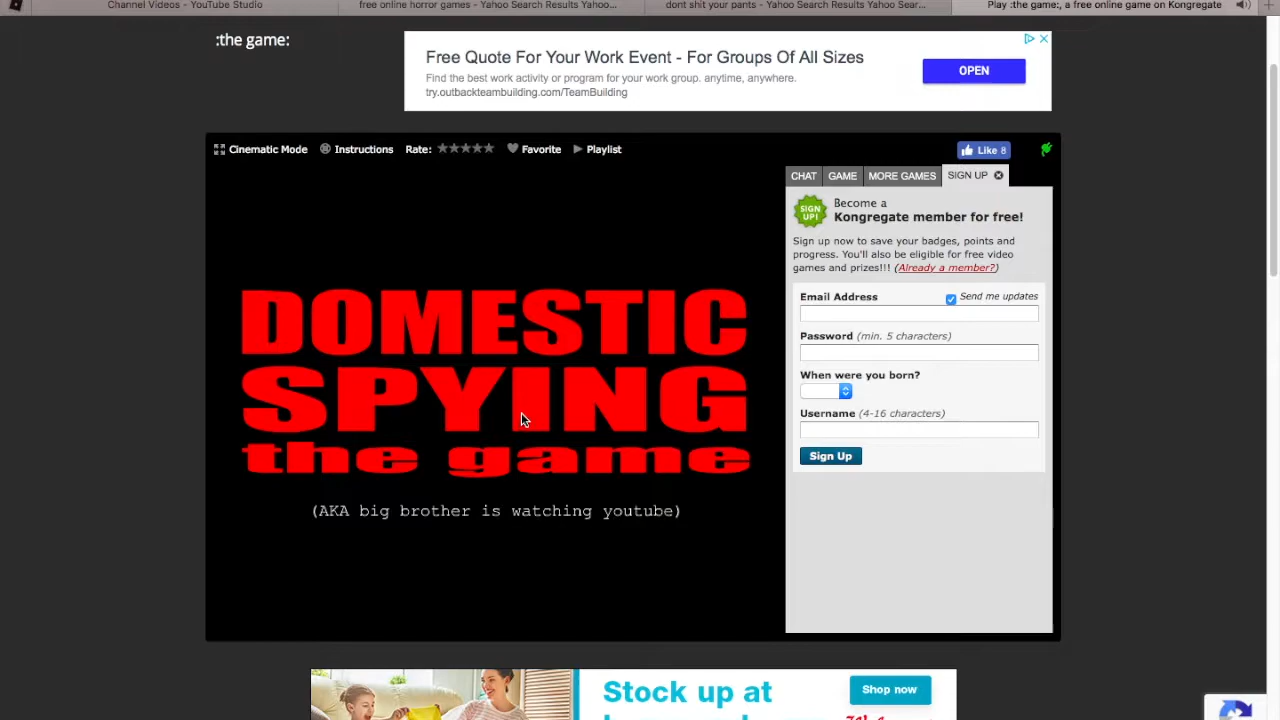 Channel Videos - YouTube Studio
free online horror games - Yahoo Search Results Yahoo...
dont shit your pants - Yahoo Search Results Yahoo Sear...
Play :the game:, a free online game on Kongregate
:the game:
Free Quote For Your Work Event - For Groups Of All Sizes
Find the best work activity or program for your work group. anytime, anywhere.
try.outbackteambuilding.com/TeamBuilding
OPEN
Cinematic Mode
Instructions
Rate:
Favorite
Playlist
Like 8
CHAT
GAME
MORE GAMES
SIGN UP
SIGN
UP!
Become a
Kongregate member for free!
Sign up now to save your badges, points and
progress. You'll also be eligible for free video
games and prizes!!! (Already a member?)
Email Address
Send me updates
Password (min. 5 characters)
When were you born?
Username (4-16 characters)
Sign Up
DOMESTIC
SPYING
the game
(AKA big brother is watching youtube)
Stock up at
Shop now